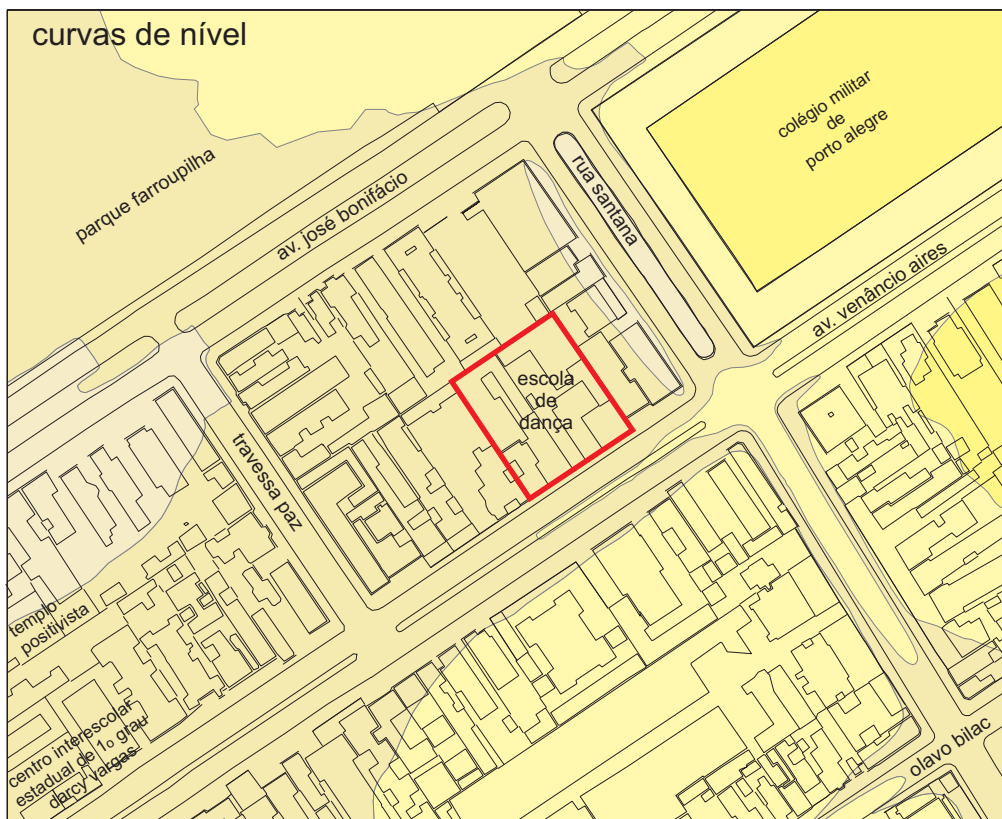 curvas de nível
colégio militar
de
porto alegre
parque farroupilha
av. josé bonifácio
rua santana
av. venâncio aires
escola
de
dança
travessa paz
templo
positivista
centro interescolar
estadual de 1o grau
darcy vargas
olavo bilac